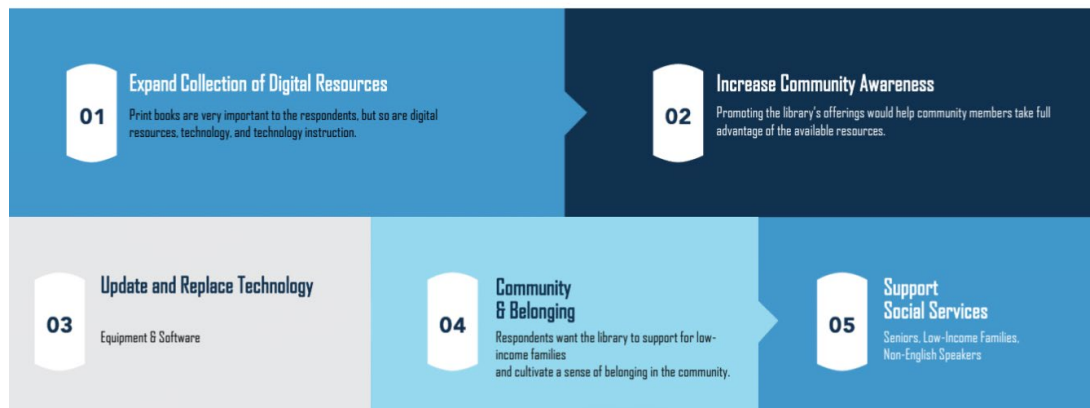 01
Expand Collection of Digital Resources
Print books are very important to the respondents, but so are digital
resources, technology, and technology instruction.
02
Increase Community Awareness
Promoting the library's offerings would help community members take full
advantage of the available resources.
03
Update and Replace Technology
Equipment & Software
04
Community
& Belonging
Respondents want the library to support for low-
income families
and cultivate a sense of belonging in the community.
05
Support
Social Services
Seniors, Low-Income Families,
Non-English Speakers